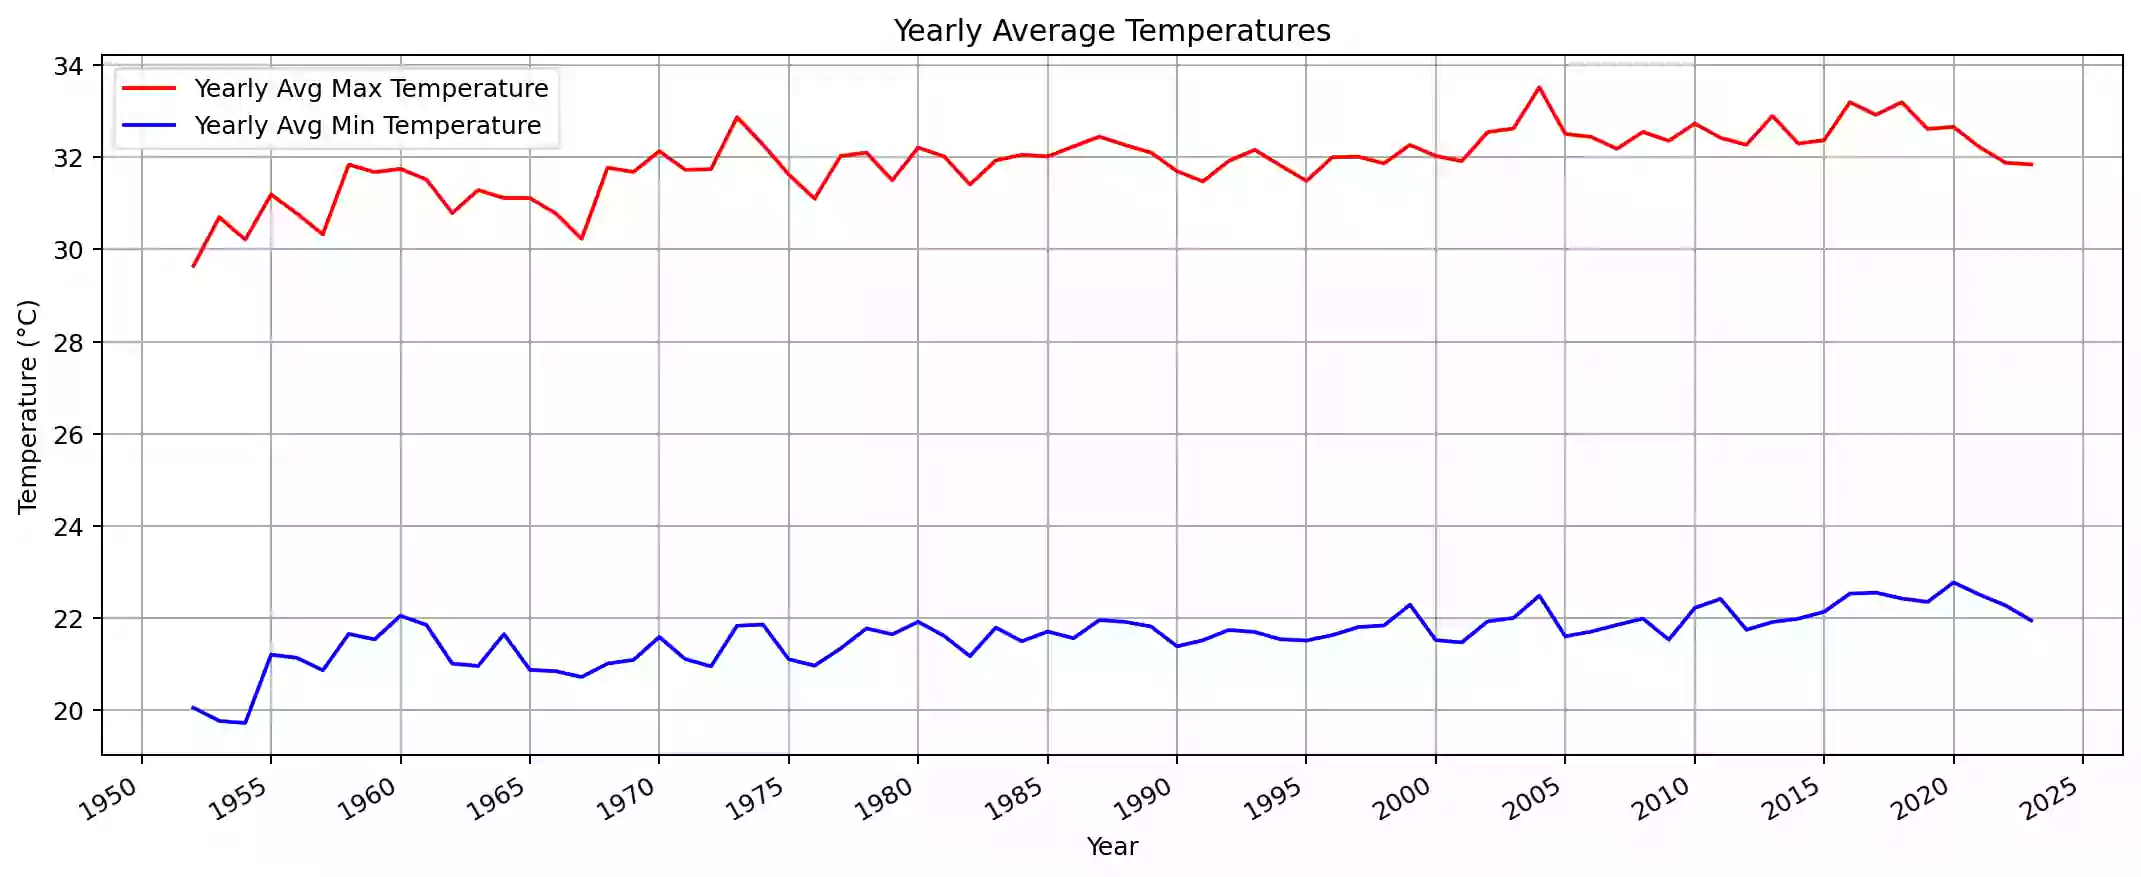 Yearly Average Temperatures
34
Yearly Avg Max Temperature
Yearly Avg Min Temperature
32
30
28
26
24
22
20
Temperature (°C)
1950 1955 1960 1965 1970 1975 1980 1985 1990 1995 2000 2005 2010 2015 2020 2025
Year